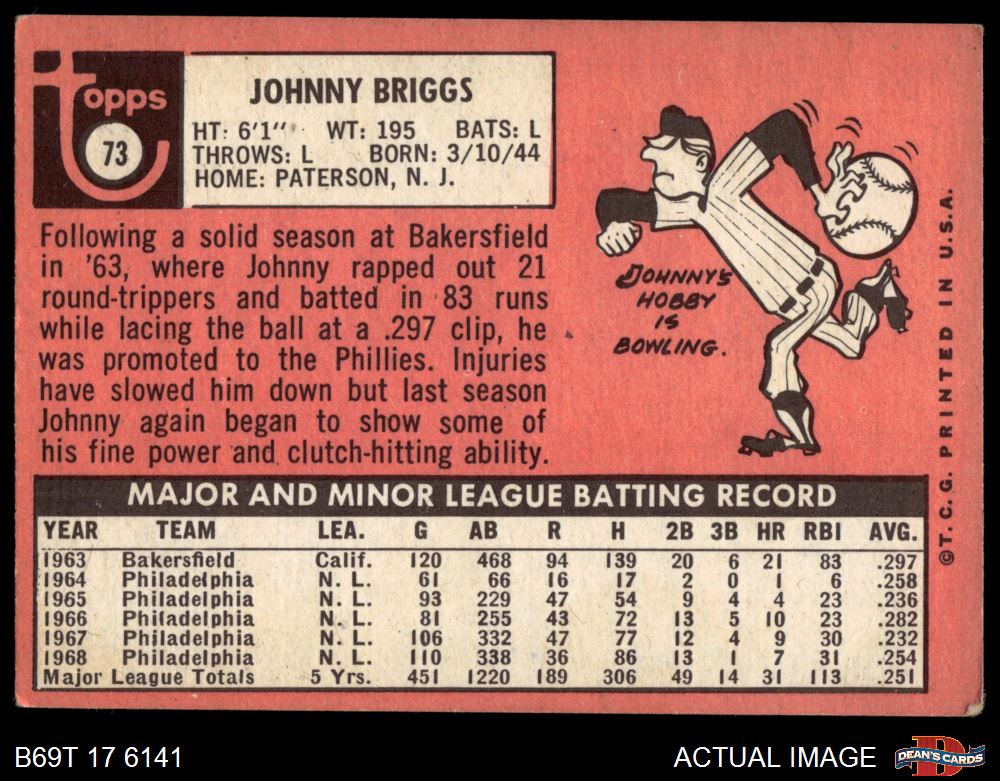 topps
73
JOHNNY BRIGGS
HT: 6'1" WT: 195 BATS: L
THROWS: L BORN: 3/10/44
HOME: PATERSON, N. J.
Following a solid season at Bakersfield
in '63, where Johnny rapped out 21
round-trippers and batted in 83 runs
while lacing the ball at a .297 clip, he
was promoted to the Phillies. Injuries
have slowed him down but last season
Johnny again began to show some of
his fine power and clutch-hitting ability.
JOHNNY'S
HOBBY
IS
BOWLING.
©T. C. G. PRINTED IN U.S.A.
MAJOR AND MINOR LEAGUE BATTING RECORD
YEAR TEAM LEA. G AB R H 2B 3B HR RBI AVG.
1963 Bakersfield Calif. 120 468 94 139 20 6 21 83 .297
1964 Philadelphia N. L. 61 66 16 17 2 0 1 6 .258
1965 Philadelphia N. L. 93 229 47 54 9 4 4 23 .236
1966 Philadelphia N. L. 81 255 43 72 13 5 10 23 .282
1967 Philadelphia N. L. 106 332 47 77 12 4 9 30 .232
1968 Philadelphia N. L. 110 338 36 86 13 1 7 31 .254
Major League Totals 5 Yrs. 451 1220 189 306 49 14 31 113 .251
B69T 17 6141
ACTUAL IMAGE
D
DEAN'S CARDS